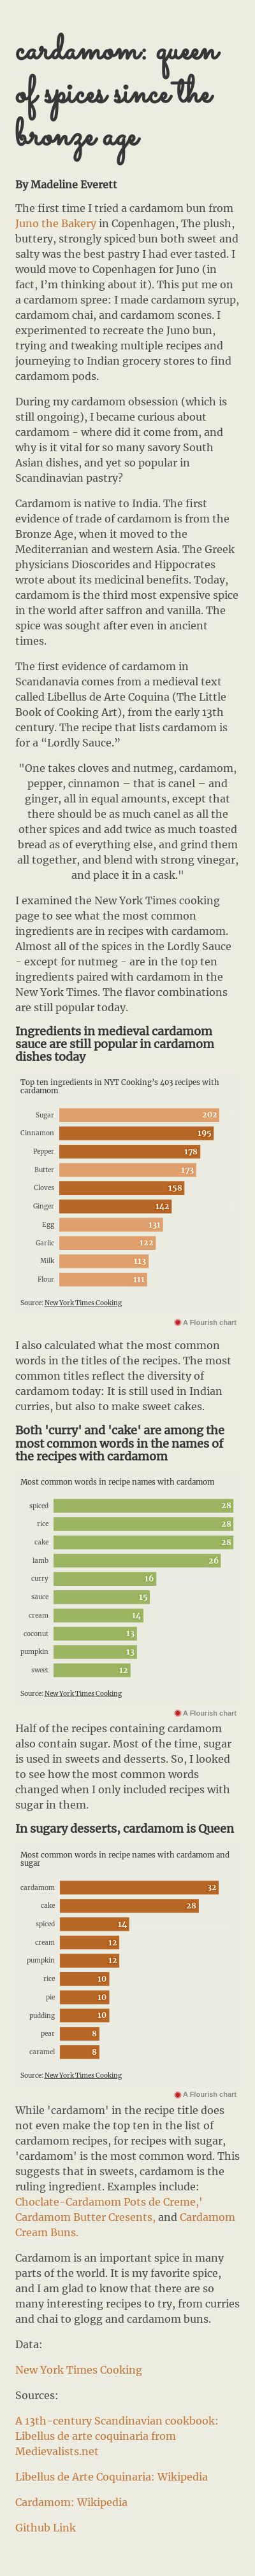 cardamom: queen
of spices since the
bronze age
By Madeline Everett
The first time I tried a cardamom bun from
Juno the Bakery in Copenhagen, The plush,
buttery, strongly spiced bun both sweet and
salty was the best pastry I had ever tasted. I
would move to Copenhagen for Juno (in
fact, I'm thinking about it). This put me on
a cardamom spree: I made cardamom syrup,
cardamom chai, and cardamom scones. I
experimented to recreate the Juno bun,
trying and tweaking multiple recipes and
journeying to Indian grocery stores to find
cardamom pods.
During my cardamom obsession (which is
still ongoing), I became curious about
cardamom - where did it come from, and
why is it vital for so many savory South
Asian dishes, and yet so popular in
Scandinavian pastry?
Cardamom is native to India. The first
evidence of trade of cardamom is from the
Bronze Age, when it moved to the
Mediterranean and western Asia. The Greek
physicians Dioscorides and Hippocrates
wrote about its medicinal benefits. Today,
cardamom is the third most expensive spice
in the world after saffron and vanilla. The
spice was sought after even in ancient
times.
The first evidence of cardamom in
Scandanavia comes from a medieval text
called Libellus de Arte Coquina (The Little
Book of Cooking Art), from the early 13th
century. The recipe that lists cardamom is
for a “Lordly Sauce.”
"One takes cloves and nutmeg, cardamom,
pepper, cinnamon – that is canel – and
ginger, all in equal amounts, except that
there should be as much canel as all the
other spices and add twice as much toasted
bread as of everything else, and grind them
all together, and blend with strong vinegar,
and place it in a cask."
I examined the New York Times cooking
page to see what the most common
ingredients are in recipes with cardamom.
Almost all of the spices in the Lordly Sauce
- except for nutmeg - are in the top ten
ingredients paired with cardamom in the
New York Times. The flavor combinations
are still popular today.
Ingredients in medieval cardamom
sauce are still popular in cardamom
dishes today
Top ten ingredients in NYT Cooking's 403 recipes with
cardamom
Sugar 202
Cinnamon 195
Pepper 178
Butter 173
Cloves 158
Ginger 142
Egg 131
Garlic 122
Milk 113
Flour 111
Source: New York Times Cooking
A Flourish chart
I also calculated what the most common
words in the titles of the recipes. The most
common titles reflect the diversity of
cardamom today: It is still used in Indian
curries, but also to make sweet cakes.
Both 'curry' and 'cake' are among the
most common words in the names of
the recipes with cardamom
Most common words in recipe names with cardamom
spiced 28
rice 28
cake 28
lamb 26
curry 16
sauce 15
cream 14
coconut 13
pumpkin 13
sweet 12
Source: New York Times Cooking
A Flourish chart
Half of the recipes containing cardamom
also contain sugar. Most of the time, sugar
is used in sweets and desserts. So, I looked
to see how the most common words
changed when I only included recipes with
sugar in them.
In sugary desserts, cardamom is Queen
Most common words in recipe names with cardamom and
sugar
cardamom 32
cake 28
spiced 14
cream 12
pumpkin 12
rice 10
pie 10
pudding 10
pear 8
caramel 8
Source: New York Times Cooking
A Flourish chart
While 'cardamom' in the recipe title does
not even make the top ten in the list of
cardamom recipes, for recipes with sugar,
'cardamom' is the most common word. This
suggests that in sweets, cardamom is the
ruling ingredient. Examples include:
Choclate-Cardamom Pots de Creme,'
Cardamom Butter Cresents, and Cardamom
Cream Buns.
Cardamom is an important spice in many
parts of the world. It is my favorite spice,
and I am glad to know that there are so
many interesting recipes to try, from curries
and chai to glogg and cardamom buns.
Data:
New York Times Cooking
Sources:
A 13th-century Scandinavian cookbook:
Libellus de arte coquinaria from
Medievalists.net
Libellus de Arte Coquinaria: Wikipedia
Cardamom: Wikipedia
Github Link